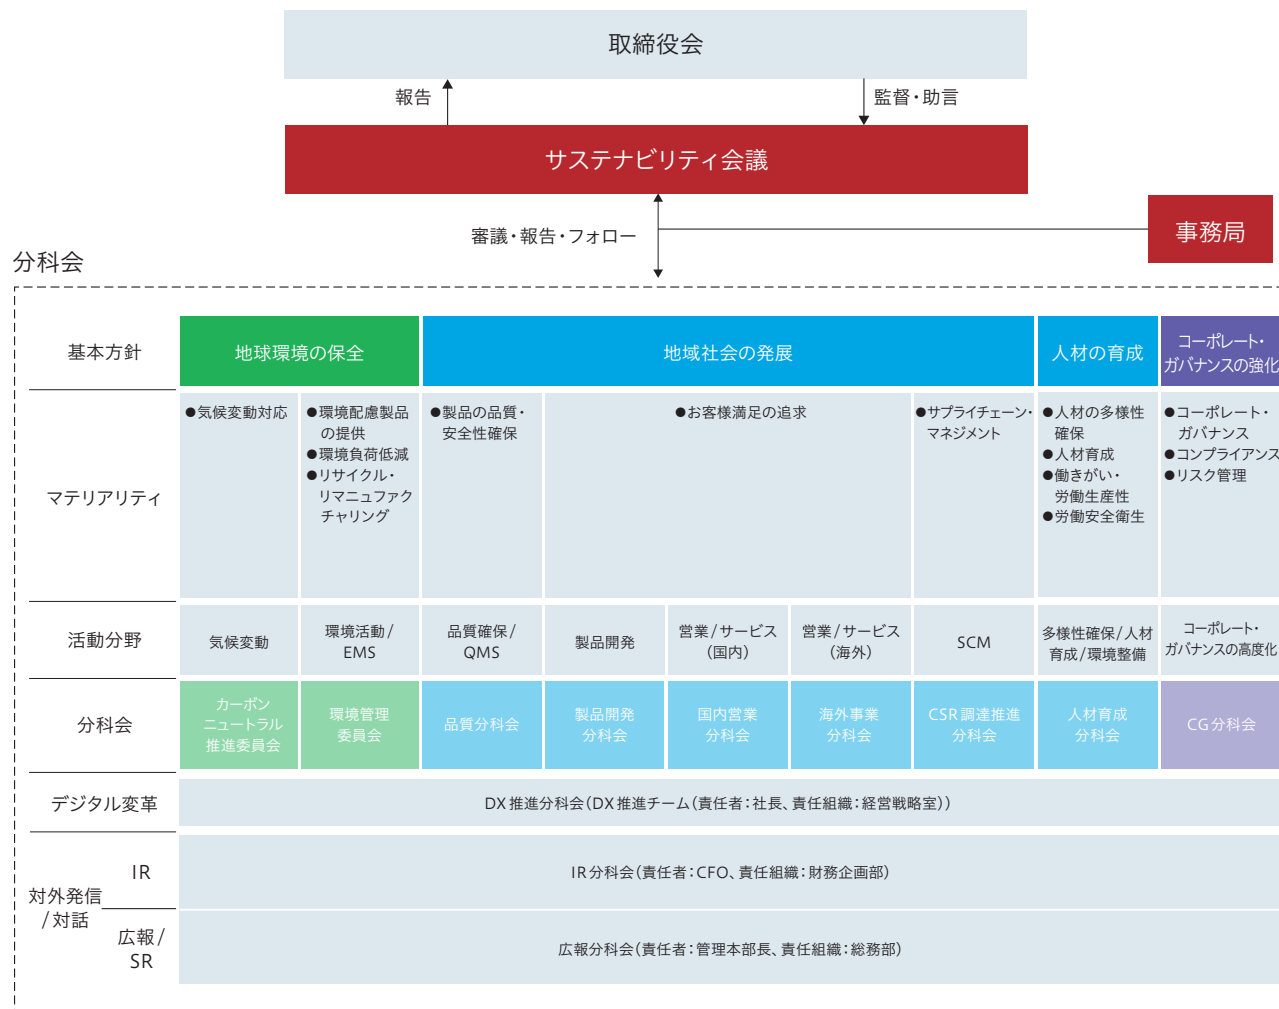 取締役会
報告
監督・助言
サステナビリティ会議
審議・報告・フォロー
事務局
分科会
基本方針
地球環境の保全
地域社会の発展
人材の育成
コーポレート・
ガバナンスの強化
マテリアリティ
●気候変動対応
●環境配慮製品
の提供
●環境負荷低減
●リサイクル・
リマニュファク
チャリング
●製品の品質・
安全性確保
●お客様満足の追求
●サプライチェーン・
マネジメント
●人材の多様性
確保
●人材育成
●働きがい・
労働生産性
●労働安全衛生
●コーポレート・
ガバナンス
●コンプライアンス
●リスク管理
活動分野
気候変動
環境活動/
EMS
品質確保/
QMS
製品開発
営業/サービス
(国内)
営業/サービス
(海外)
SCM
多様性確保/人材
育成/環境整備
コーポレート・
ガバナンスの高度化
分科会
カーボン
ニュートラル
推進委員会
環境管理
委員会
品質分科会
製品開発
分科会
国内営業
分科会
海外事業
分科会
CSR調達推進
分科会
人材育成
分科会
CG分科会
デジタル変革
DX推進分科会(DX推進チーム(責任者:社長、責任組織:経営戦略室))
対外発信
/対話
IR
IR分科会(責任者:CFO、責任組織:財務企画部)
広報/
SR
広報分科会(責任者:管理本部長、責任組織:総務部)